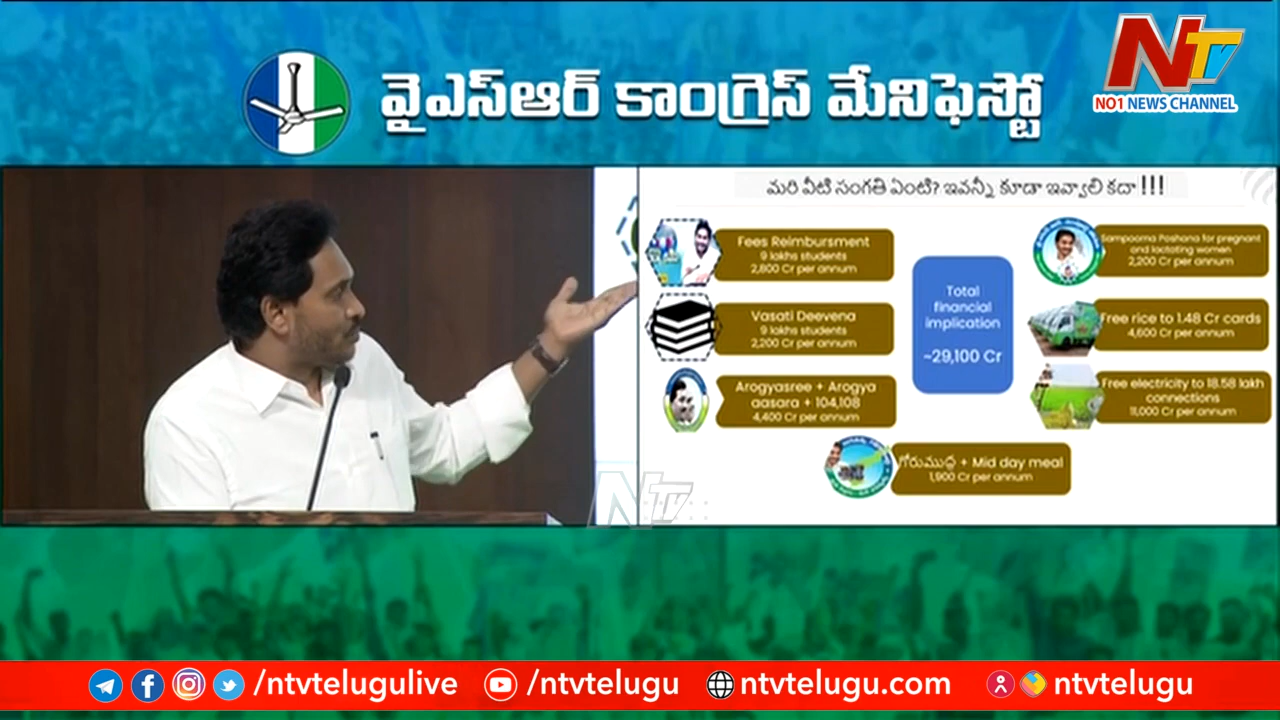 వైఎస్ఆర్ కాంగ్రెస్ మేనిఫెస్టో
NTV
NO1 NEWS CHANNEL
మరి వీటి సంగతి ఏంటి? ఇవన్నీ కూడా ఇవ్వాలి కదా !!!
Fees Reimbursment
9 lakhs students
2,800 Cr per annum
Vasati Deevena
9 lakhs students
2,200 Cr per annum
Arogyasree + Arogya
aasara + 104,108
4,400 Cr per annum
Total
financial
implication
~29,100 Cr
Sampoorna Poshana for pregnant
and lactating women
2,200 Cr per annum
Free rice to 1.48 Cr cards
4,600 Cr per annum
Free electricity to 18.58 lakh
connections
11,000 Cr per annum
గోరుముద్ద + Mid day meal
1,900 Cr per annum
NTV
/ntvtelugulive
/ntvtelugu
ntvtelugu.com
ntvtelugu